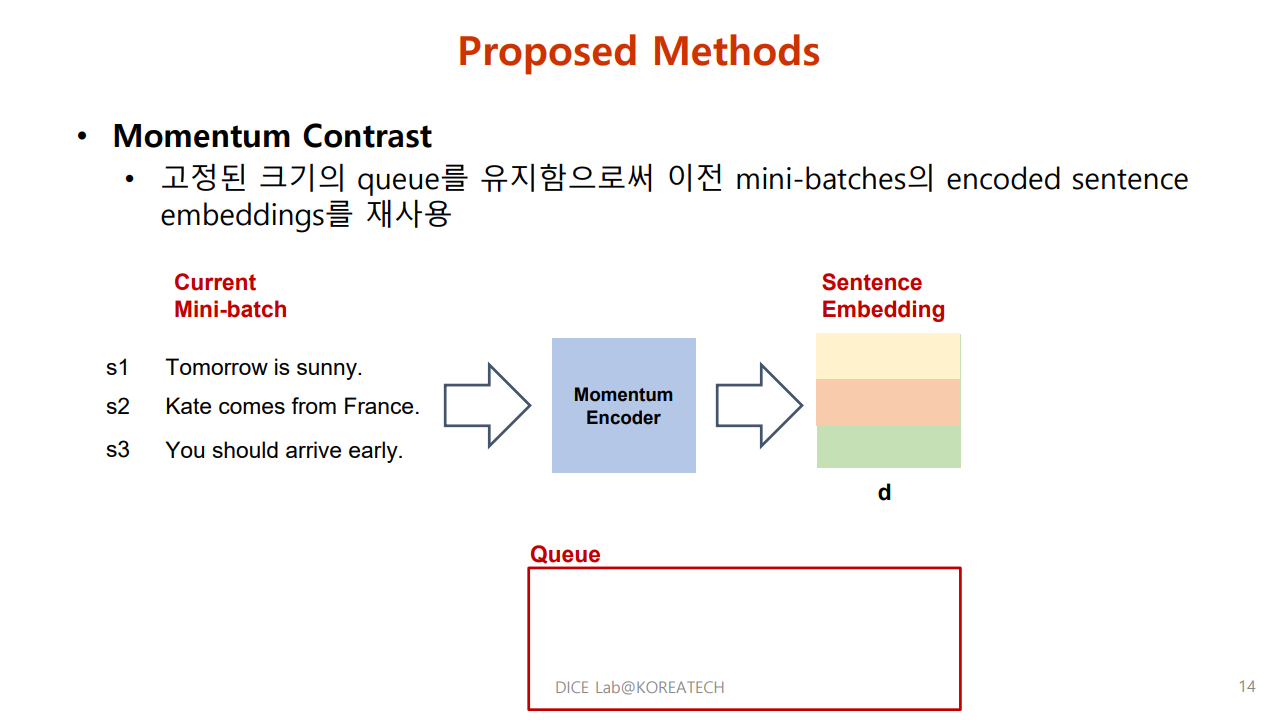 Proposed Methods
• Momentum Contrast
• 고정된 크기의 queue를 유지함으로써 이전 mini-batches의 encoded sentence
embeddings를 재사용
Current
Mini-batch
s1 Tomorrow is sunny.
s2 Kate comes from France.
s3 You should arrive early.
Momentum
Encoder
Sentence
Embedding
d
Queue
DICE Lab@KOREATECH
14